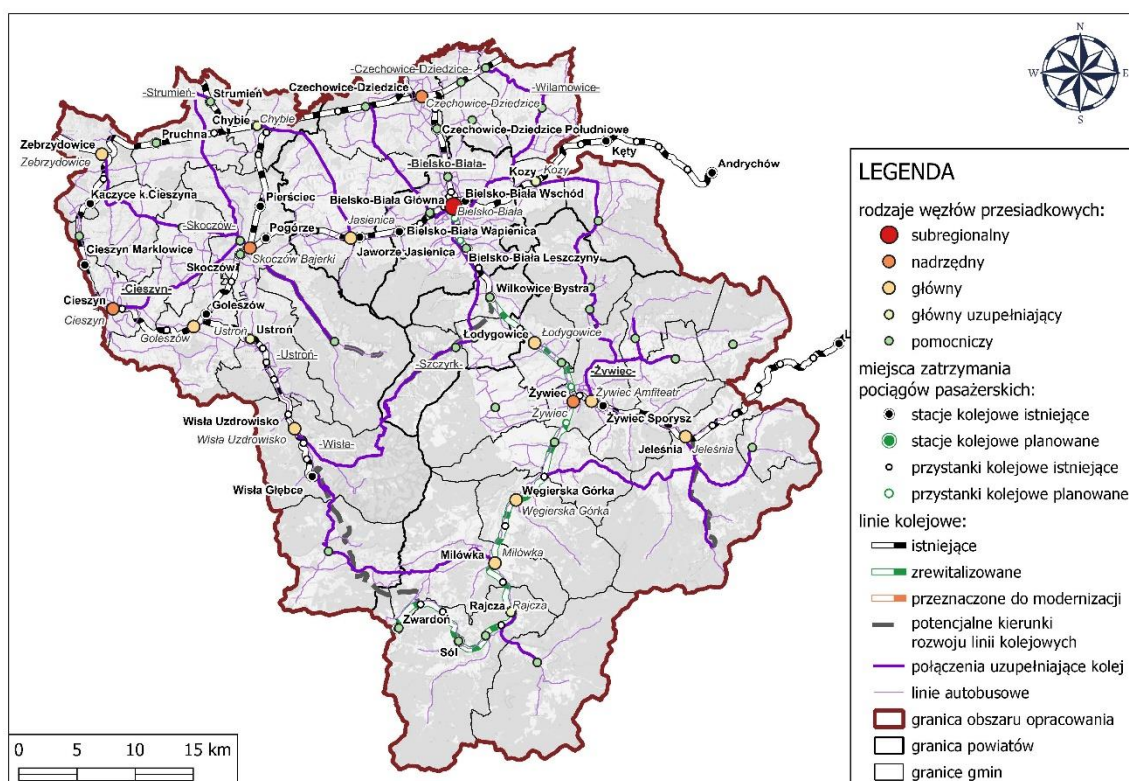 N
W
E
S
-Czechowice-Dziedzice-
Strumień
-Strumień-
Czechowice-Dziedzice
Czechowice-Dziedzice
-Wilamowice-
Chybie
Chybie
Pruchna
Czechowice-Dziedzice Południowe
Kęty
Andrychów
Zebrzydowice
Zebrzydowice
-Bielsko-Biała-
Kozy
Kozy
Kaczyce k.Cieszyna
Pierściec
Bielsko-Biała Główna
Bielsko-Biała Wschód
Bielsko-Biała
-Skoczów-
Pogórze
Jasienica
Bielsko-Biała Wapienica
Cieszyn Marklowice
Skoczów
Skoczów Bajerki
Jaworze Jasienica
Bielsko-Biała Leszczyny
-Cieszyn-
Cieszyn
Cieszyn
Goleszów
Goleszów
Wilkowice Bystra
Ustroń
Ustroń
-Ustroń-
Łodygowice
Łodygowice
-Szczyrk-
-Żywiec-
Żywiec
Żywiec Amfiteatr
Żywiec
Żywiec Sporysz
Wisła Uzdrowisko
Wisła Uzdrowisko
-Wisła-
Jeleśnia
Jeleśnia
Wisła Głębce
Węgierska Górka
Węgierska Górka
Milówka
Milówka
Rajcza
Rajcza
Zwardoń
Sól
0 5 10 15 km
LEGENDA
rodzaje węzłów przesiadkowych:
subregionalny
nadrzędny
główny
główny uzupełniający
pomocniczy
miejsca zatrzymania
pociągów pasażerskich:
stacje kolejowe istniejące
stacje kolejowe planowane
przystanki kolejowe istniejące
przystanki kolejowe planowane
linie kolejowe:
istniejące
zrewitalizowane
przeznaczone do modernizacji
potencjalne kierunki
rozwoju linii kolejowych
połączenia uzupełniające kolej
linie autobusowe
granica obszaru opracowania
granica powiatów
granice gmin